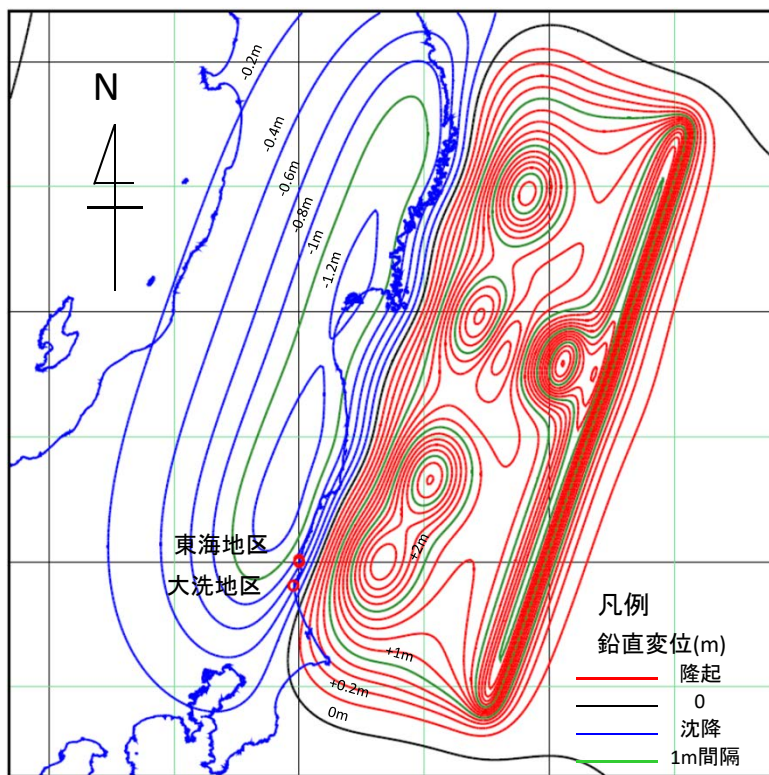 -0.2m
N
-0.4m
-0.6m
-0.8m
-1m
-1.2m
東海地区
大洗地区
+2m
+1m
+0.2m
0m
凡例
鉛直変位(m)
隆起
0
沈降
1m間隔